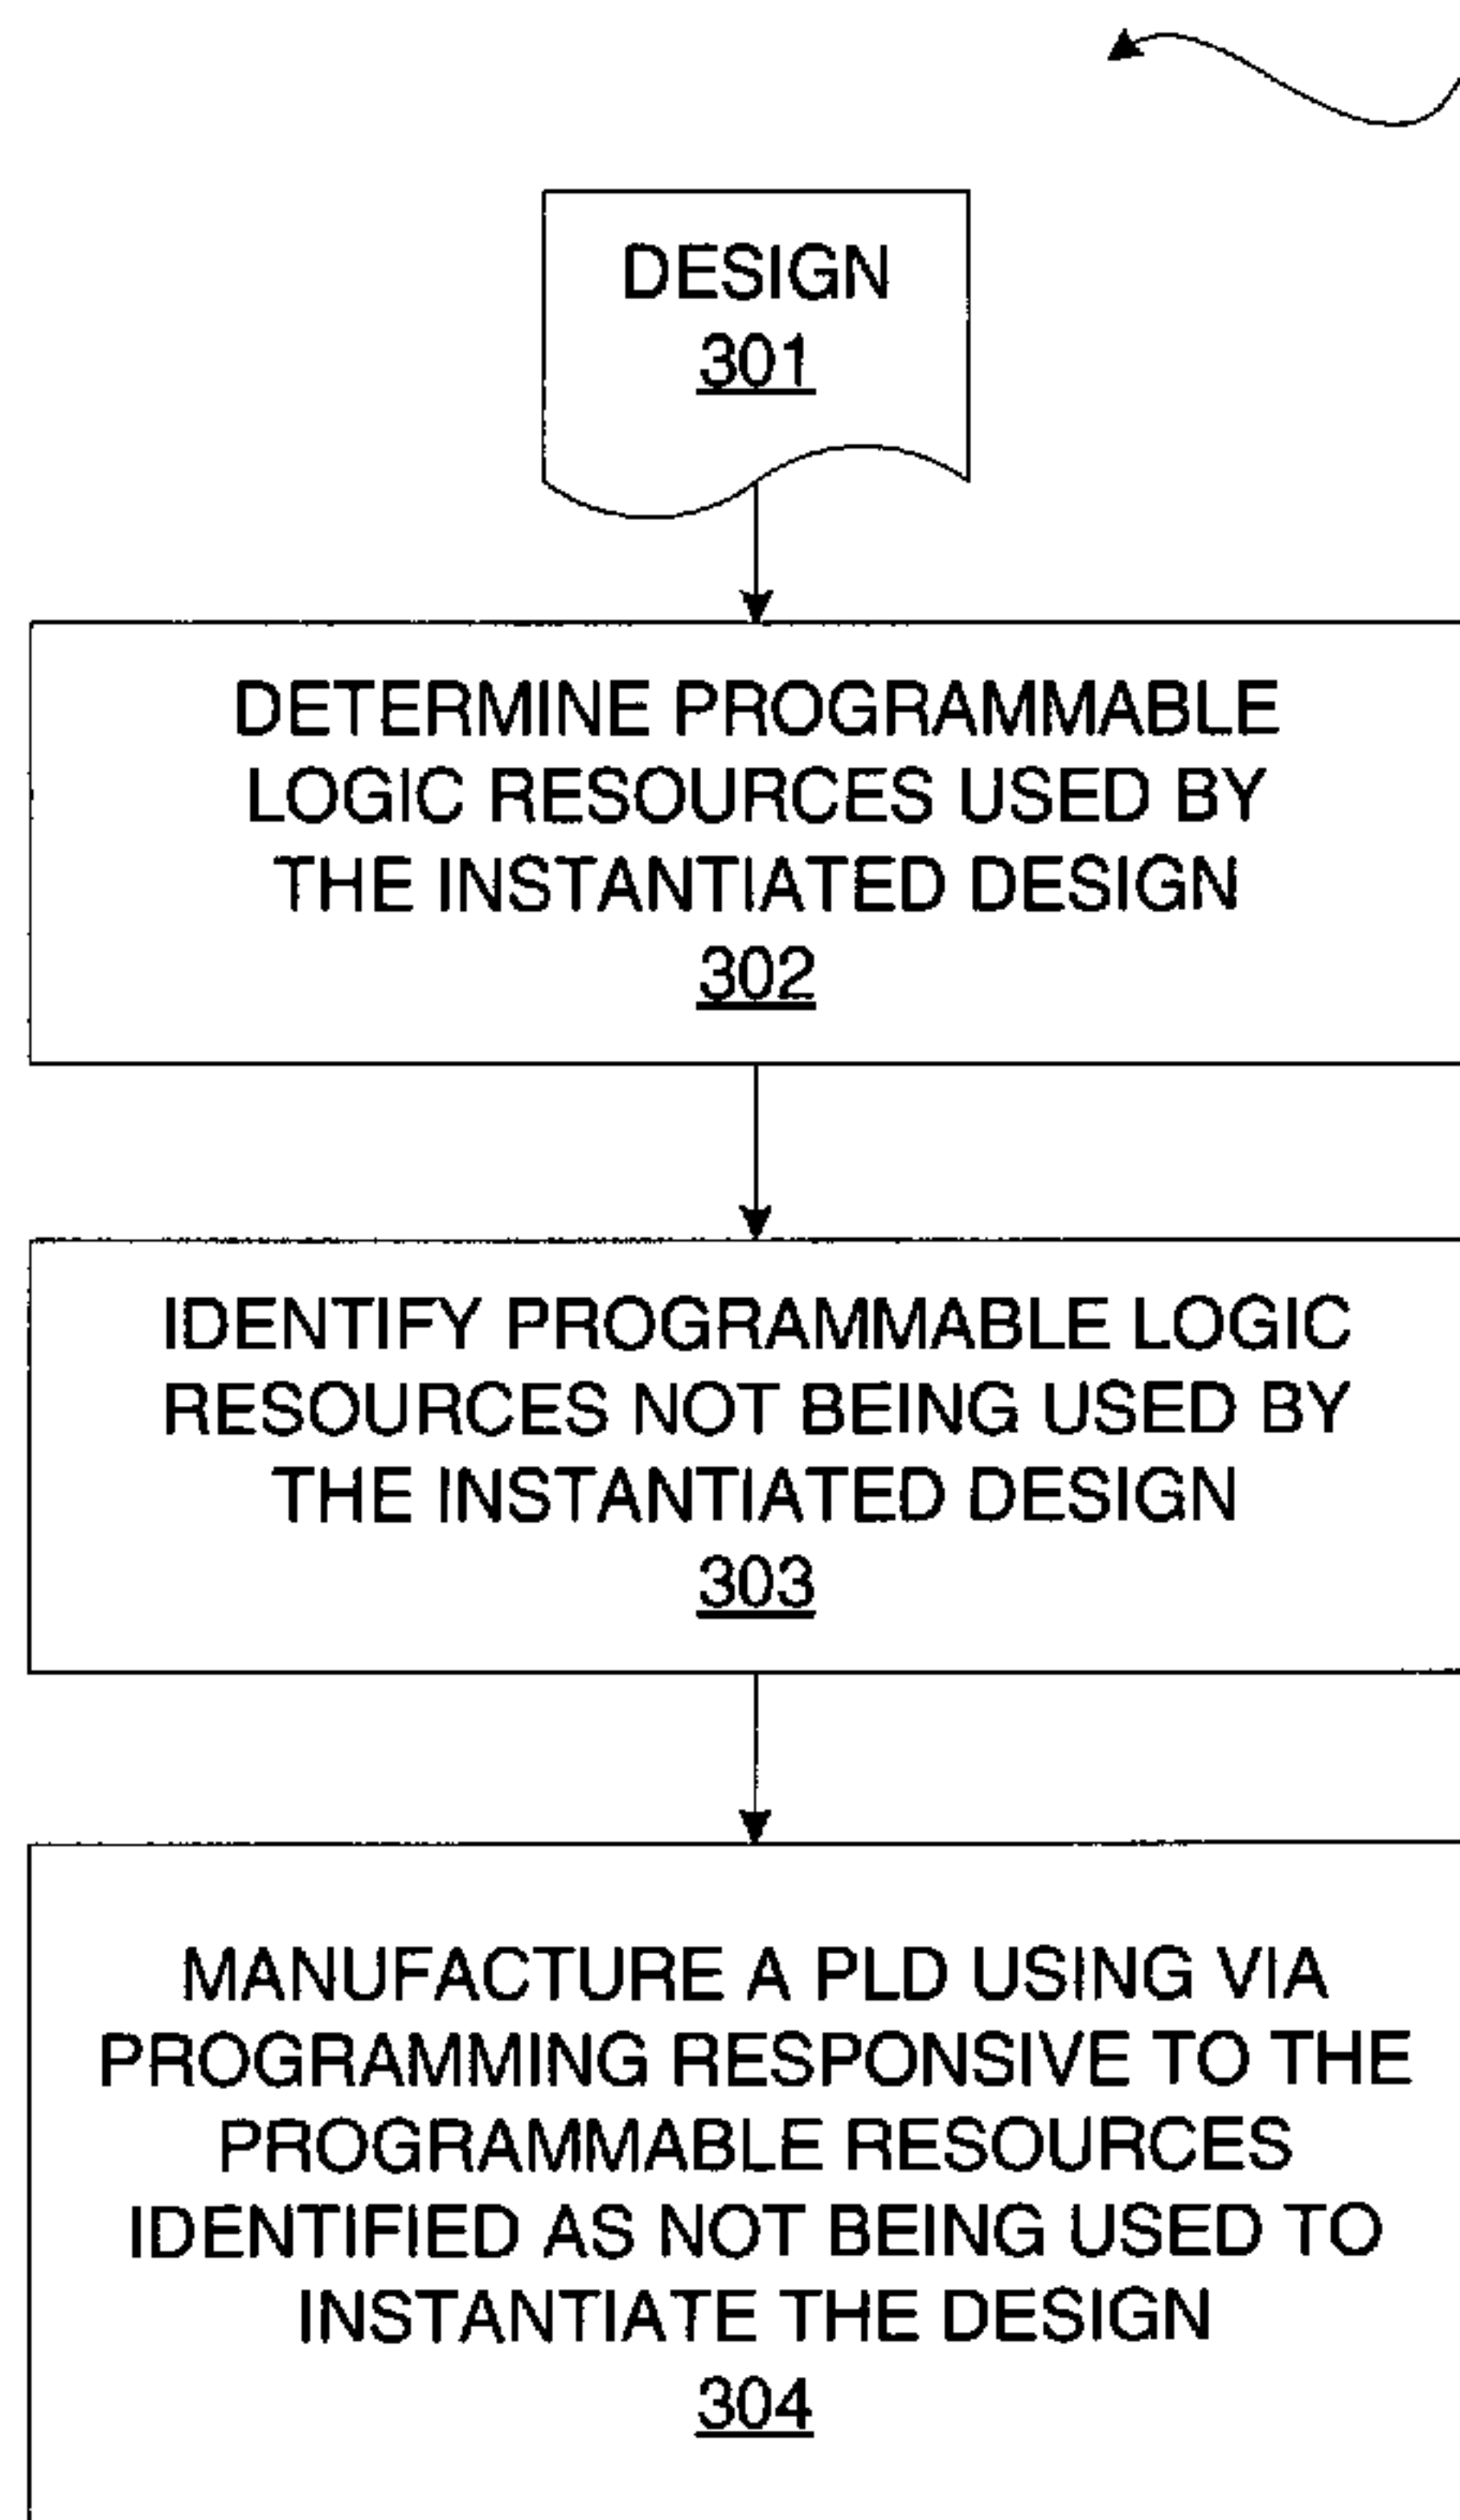 DESIGN
301
DETERMINE PROGRAMMABLE
LOGIC RESOURCES USED BY
THE INSTANTIATED DESIGN
302
IDENTIFY PROGRAMMABLE LOGIC
RESOURCES NOT BEING USED BY
THE INSTANTIATED DESIGN
303
MANUFACTURE A PLD USING VIA
PROGRAMMING RESPONSIVE TO THE
PROGRAMMABLE RESOURCES
IDENTIFIED AS NOT BEING USED TO
INSTANTIATE THE DESIGN
304